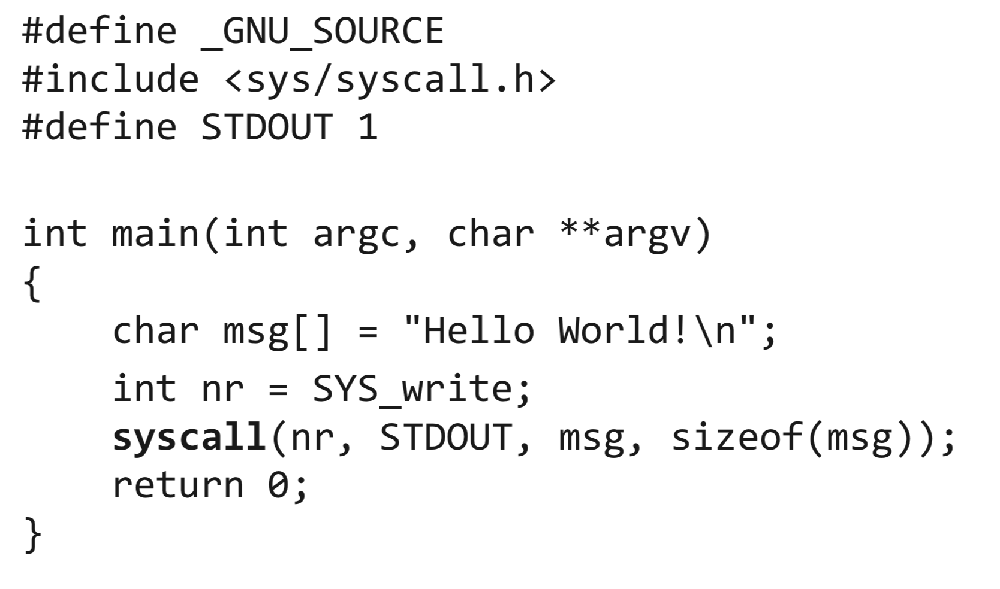 #define _GNU_SOURCE
#include <sys/syscall.h>
#define STDOUT 1
int main(int argc, char **argv)
{
    char msg[] = "Hello World!\n";
    int nr = SYS_write;
    syscall(nr, STDOUT, msg, sizeof(msg));
    return 0;
}